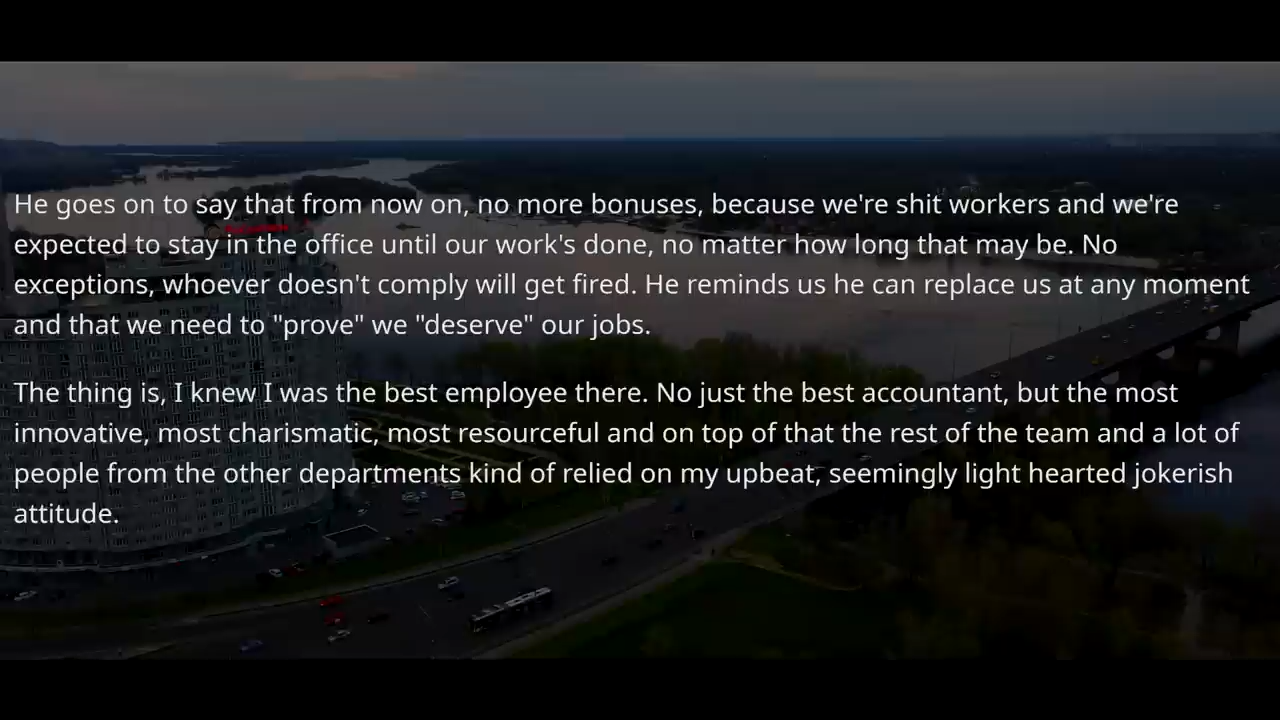 He goes on to say that from now on, no more bonuses, because we're shit workers and we're
expected to stay in the office until our work's done, no matter how long that may be. No
exceptions, whoever doesn't comply will get fired. He reminds us he can replace us at any moment
and that we need to "prove" we "deserve" our jobs.
The thing is, I knew I was the best employee there. No just the best accountant, but the most
innovative, most charismatic, most resourceful and on top of that the rest of the team and a lot of
people from the other departments kind of relied on my upbeat, seemingly light hearted jokerish
attitude.